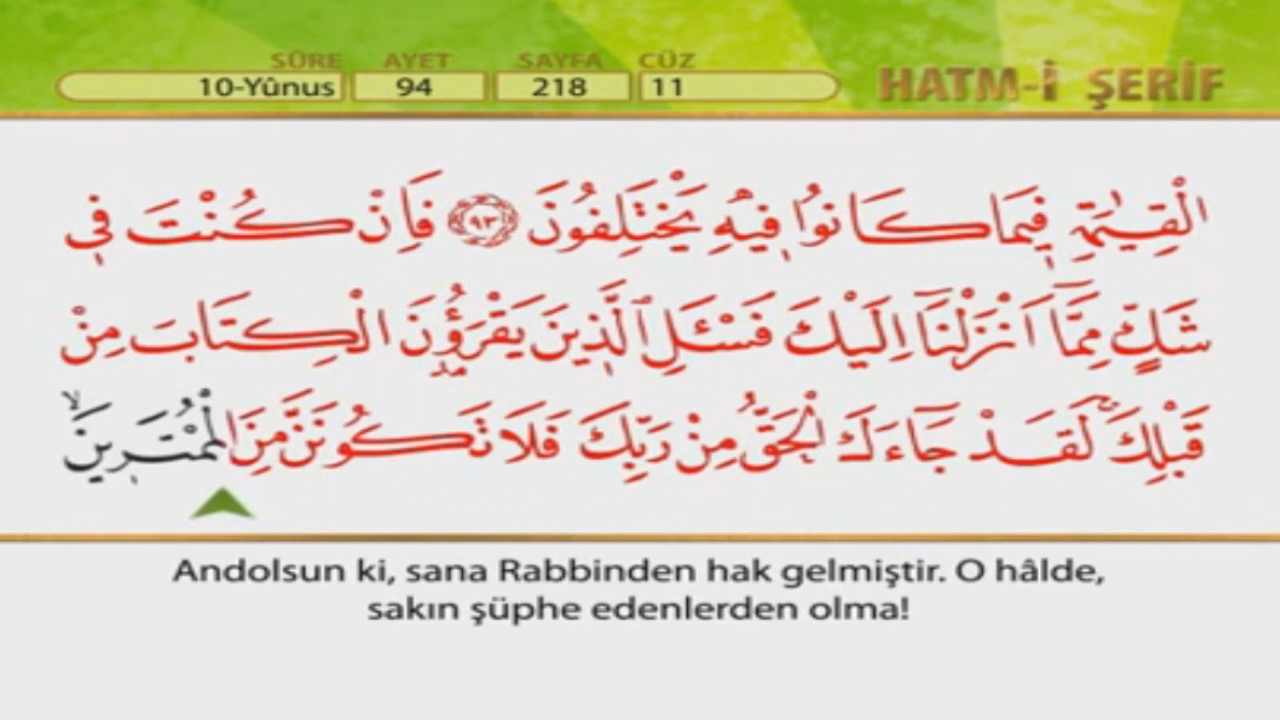 SÛRE AYET SAYFA CÜZ
10-Yûnus 94 218 11 HATM-İ ŞERİF
الْقِيٰمَةِ فِيمَا كَانُوا فِيهِ يَخْتَلِفُونَ ﴿٩٣﴾ فَاِنْ كُنْتَ فِى
شَكٍّ مِمَّٓا اَنْزَلْنَٓا اِلَيْكَ فَسْـَٔلِ الَّذِينَ يَقْرَؤُنَ الْكِتَابَ مِنْ
قَبْلِكَۚ لَقَدْ جَٓاءَكَ الْحَقُّ مِنْ رَبِّكَ فَلَا تَكُونَنَّ مِنَ الْمُمْتَرِينَۙ
Andolsun ki, sana Rabbinden hak gelmiştir. O hâlde,
sakın şüphe edenlerden olma!